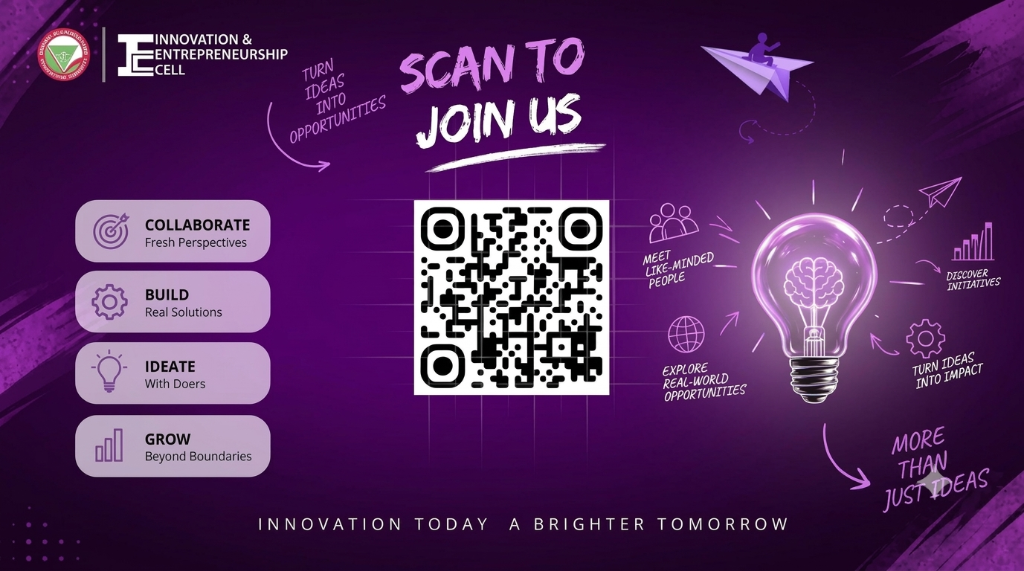 INNOVATION &
ENTREPRENEURSHIP
CELL
TURN
IDEAS
INTO
OPPORTUNITIES
SCAN TO
JOIN US
COLLABORATE
Fresh Perspectives
BUILD
Real Solutions
IDEATE
With Doers
GROW
Beyond Boundaries
MEET
LIKE-MINDED
PEOPLE
DISCOVER
INITIATIVES
EXPLORE
REAL-WORLD
OPPORTUNITIES
TURN IDEAS
INTO IMPACT
MORE
THAN
JUST IDEAS
INNOVATION TODAY A BRIGHTER TOMORROW